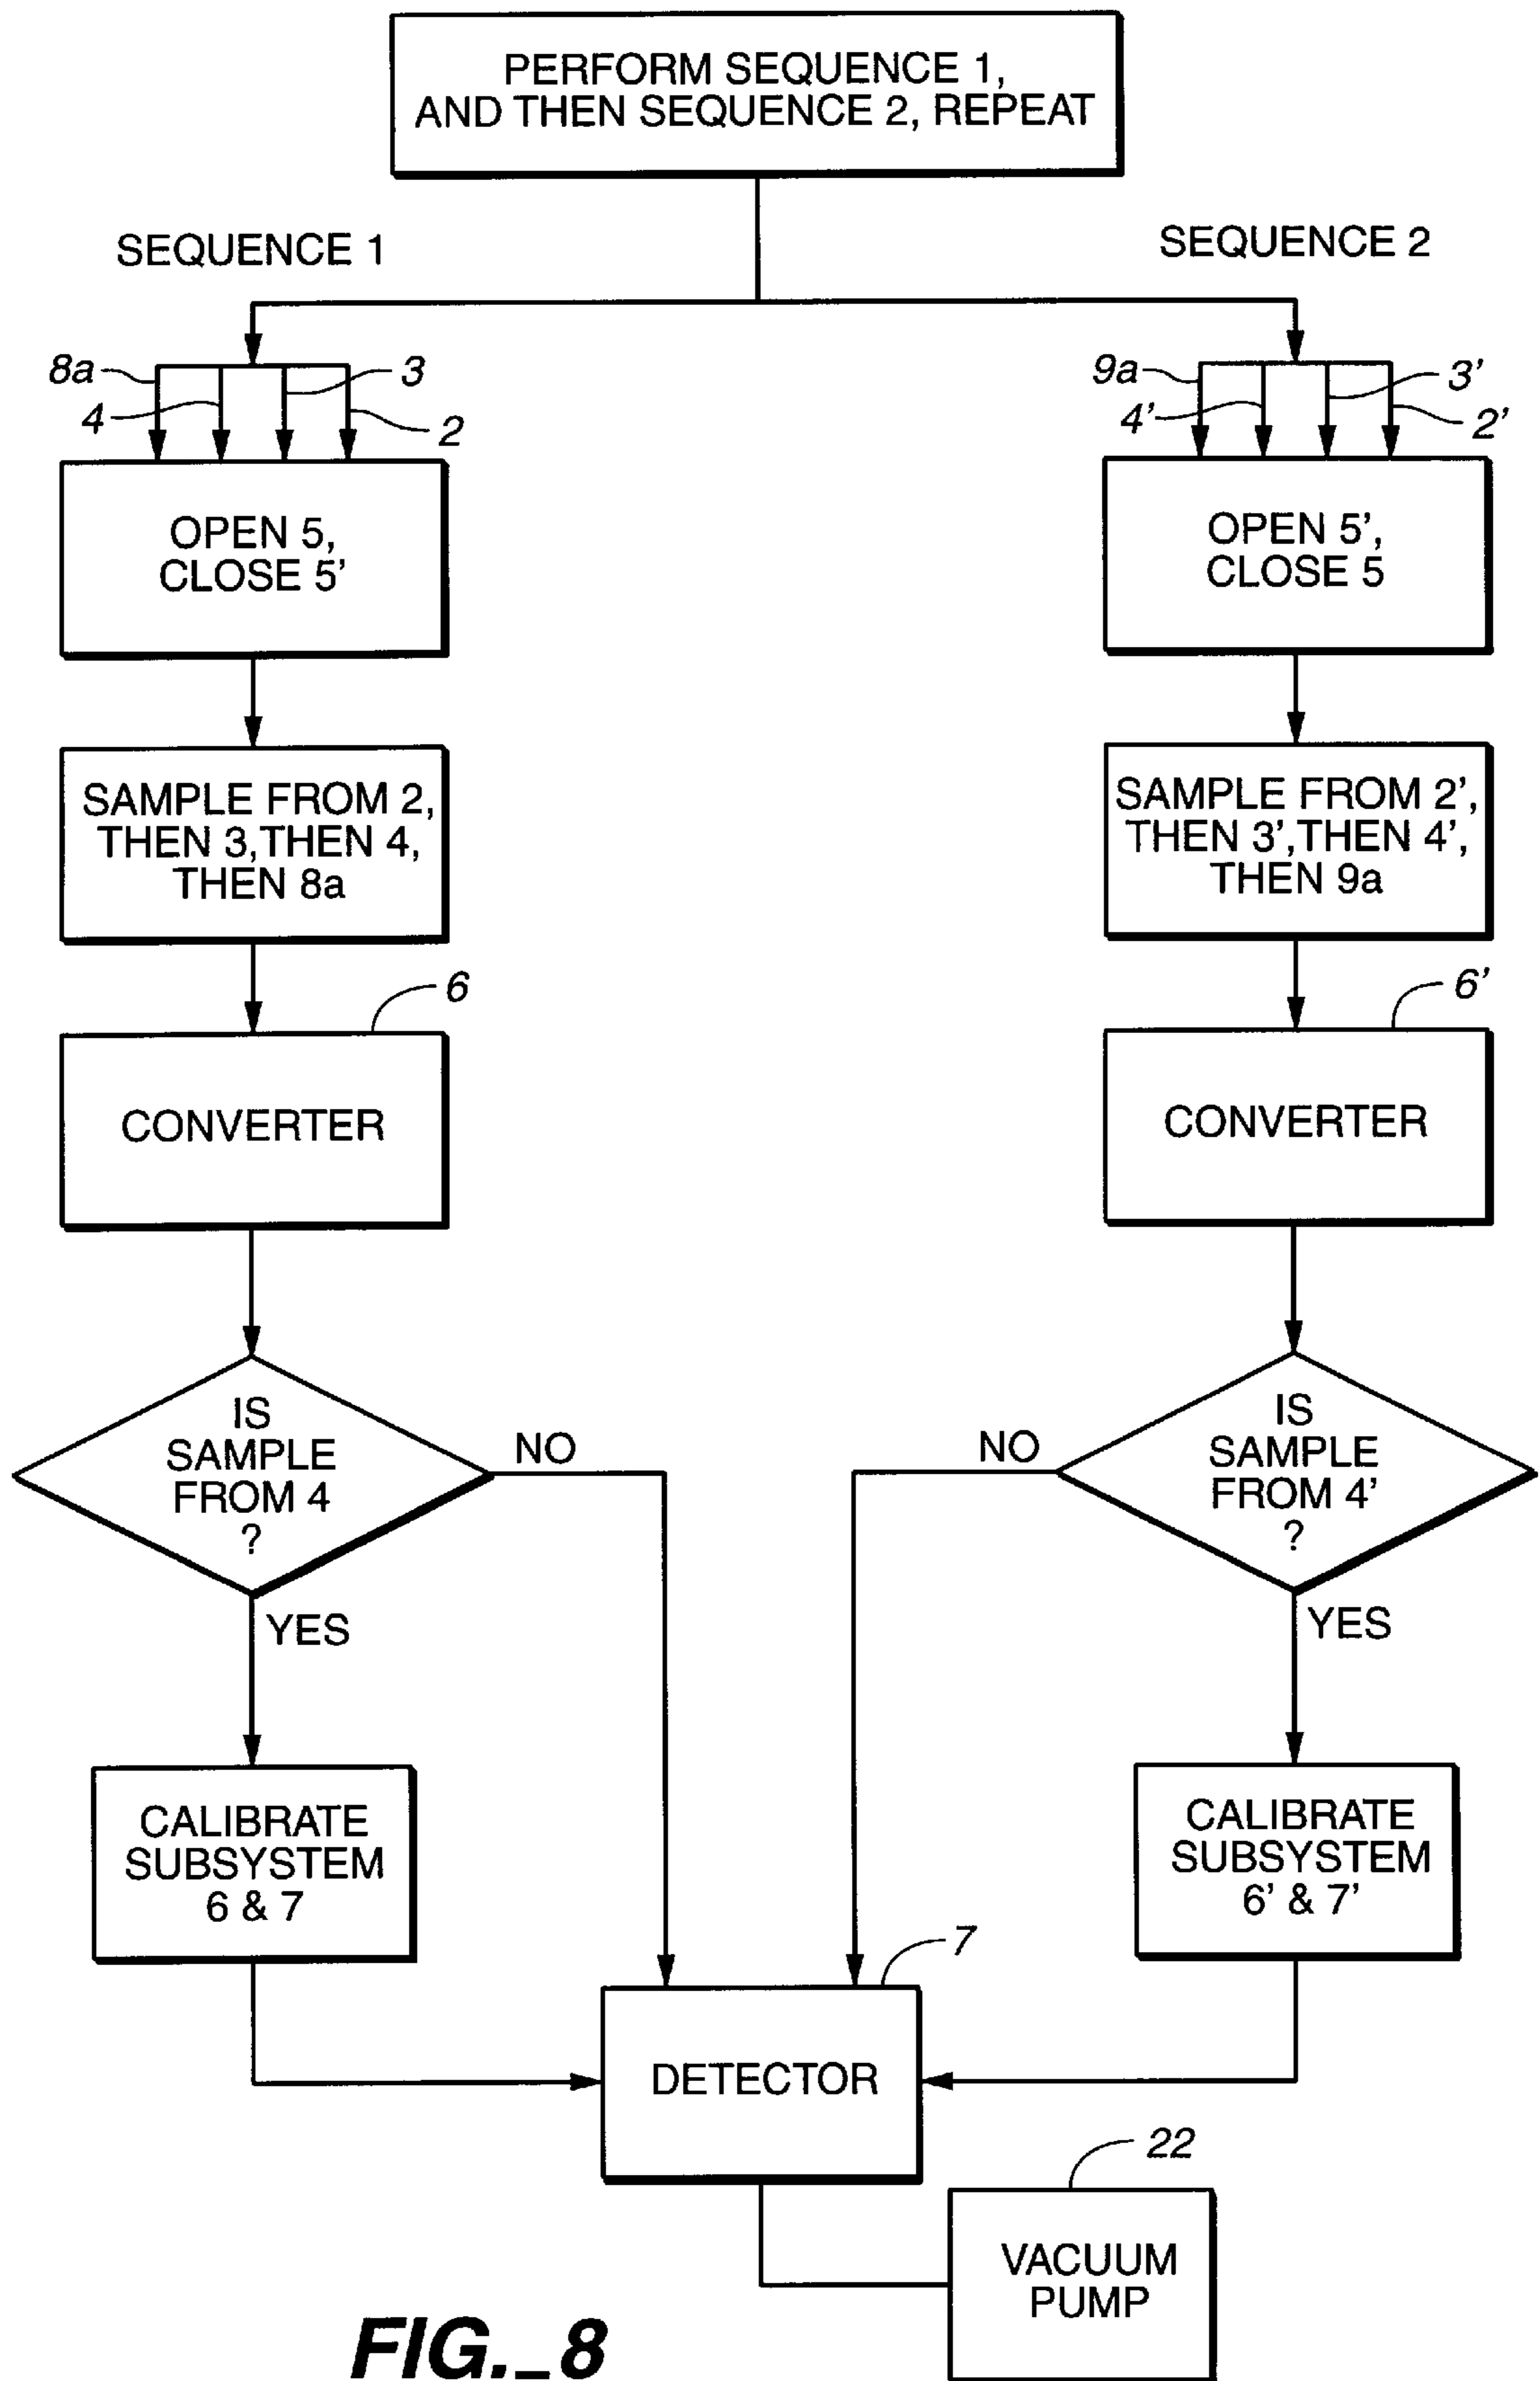 PERFORM SEQUENCE 1,
AND THEN SEQUENCE 2, REPEAT
SEQUENCE 1
SEQUENCE 2
8a
4
3
2
9a
4'
3'
2'
OPEN 5,
CLOSE 5'
OPEN 5',
CLOSE 5
SAMPLE FROM 2,
THEN 3,THEN 4,
THEN 8a
SAMPLE FROM 2',
THEN 3',THEN 4',
THEN 9a
6
6'
CONVERTER
CONVERTER
IS
SAMPLE
FROM 4
?
NO
YES
IS
SAMPLE
FROM 4'
?
NO
YES
CALIBRATE
SUBSYSTEM
6 & 7
CALIBRATE
SUBSYSTEM
6' & 7'
7
DETECTOR
22
VACUUM
PUMP
FIG._8